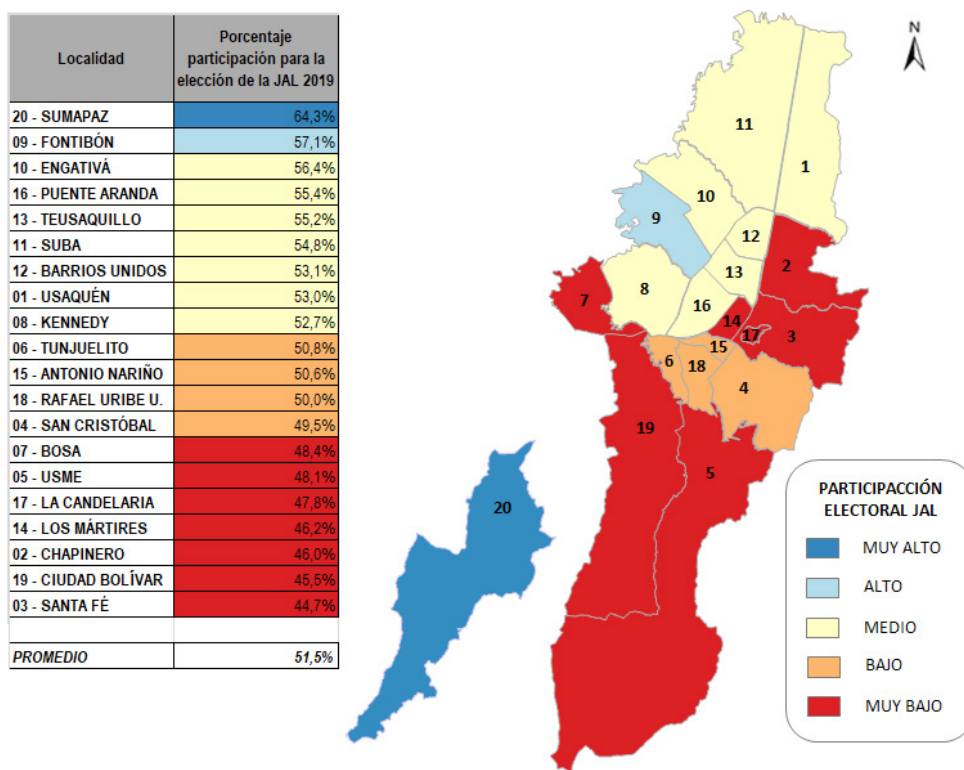 Localidad Porcentaje participación para la elección de la JAL 2019
20 - SUMAPAZ 64,3%
09 - FONTIBÓN 57,1%
10 - ENGATIVÁ 56,4%
16 - PUENTE ARANDA 55,4%
13 - TEUSAQUILLO 55,2%
11 - SUBA 54,8%
12 - BARRIOS UNIDOS 53,1%
01 - USAQUÉN 53,0%
08 - KENNEDY 52,7%
06 - TUNJUELITO 50,8%
15 - ANTONIO NARIÑO 50,6%
18 - RAFAEL URIBE U. 50,0%
04 - SAN CRISTÓBAL 49,5%
07 - BOSA 48,4%
05 - USME 48,1%
17 - LA CANDELARIA 47,8%
14 - LOS MÁRTIRES 46,2%
02 - CHAPINERO 46,0%
19 - CIUDAD BOLÍVAR 45,5%
03 - SANTA FÉ 44,7%
PROMEDIO 51,5%
N
11
1
10
9
12
2
13
8
7
16
14
17
3
15
6
18
4
19
5
20
PARTICIPACCIÓN
ELECTORAL JAL
MUY ALTO
ALTO
MEDIO
BAJO
MUY BAJO